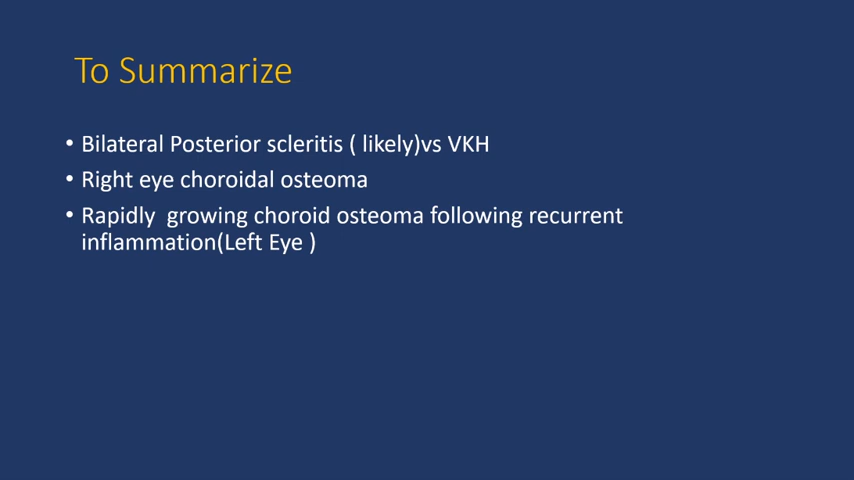 To Summarize
• Bilateral Posterior scleritis ( likely)vs VKH
• Right eye choroidal osteoma
• Rapidly  growing choroid osteoma following recurrent
inflammation(Left Eye )